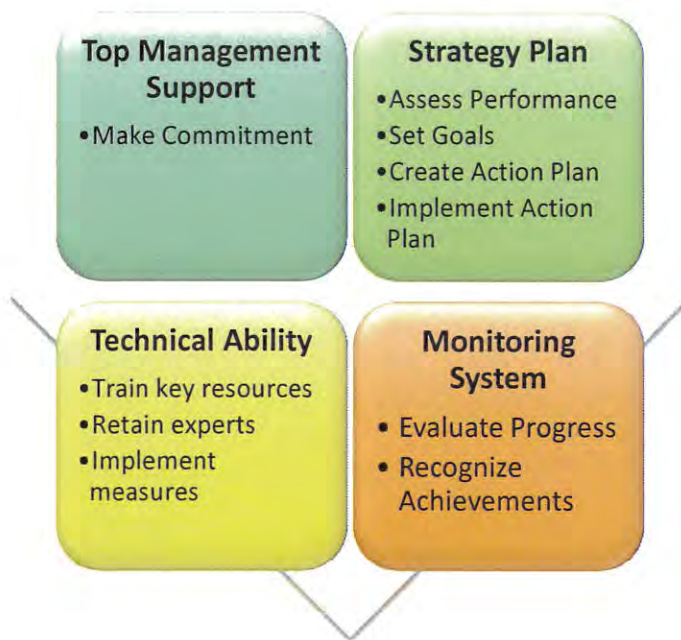 Top Management
Support
•Make Commitment
Strategy Plan
•Assess Performance
•Set Goals
•Create Action Plan
•Implement Action
Plan
Technical Ability
•Train key resources
•Retain experts
•Implement
measures
Monitoring
System
• Evaluate Progress
• Recognize
Achievements